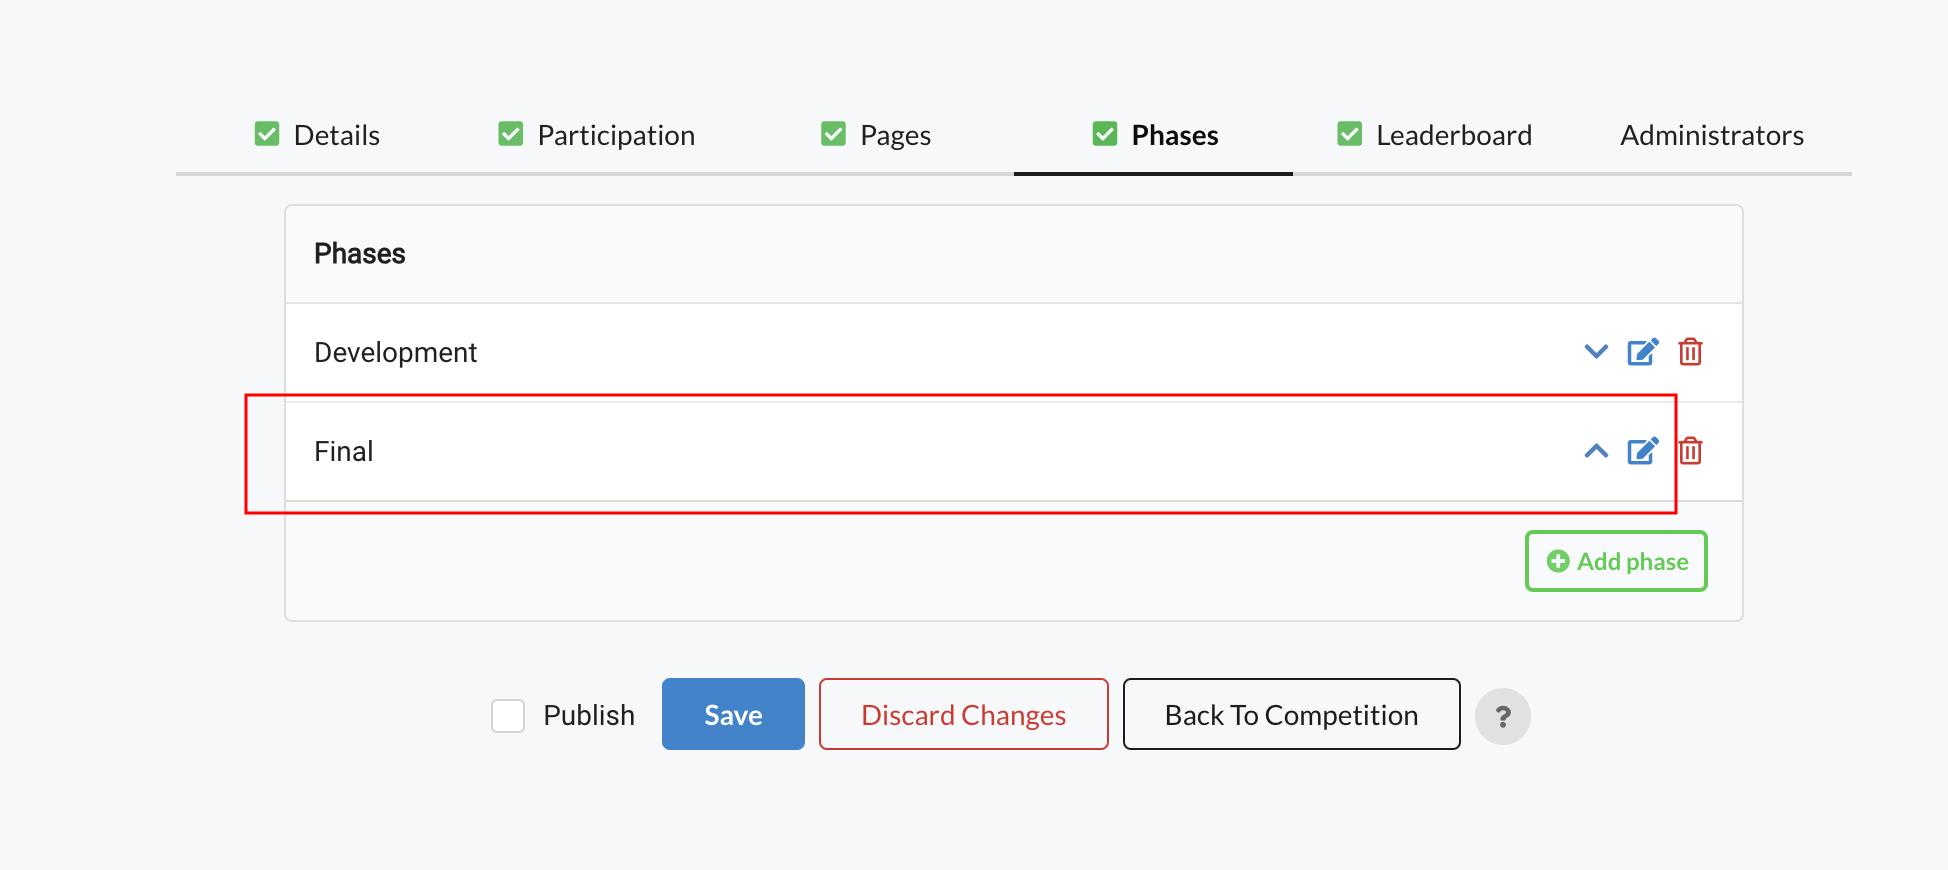 Details Participation Pages Phases Leaderboard Administrators
Phases
Development
Final
Add phase
Publish Save Discard Changes Back To Competition ?